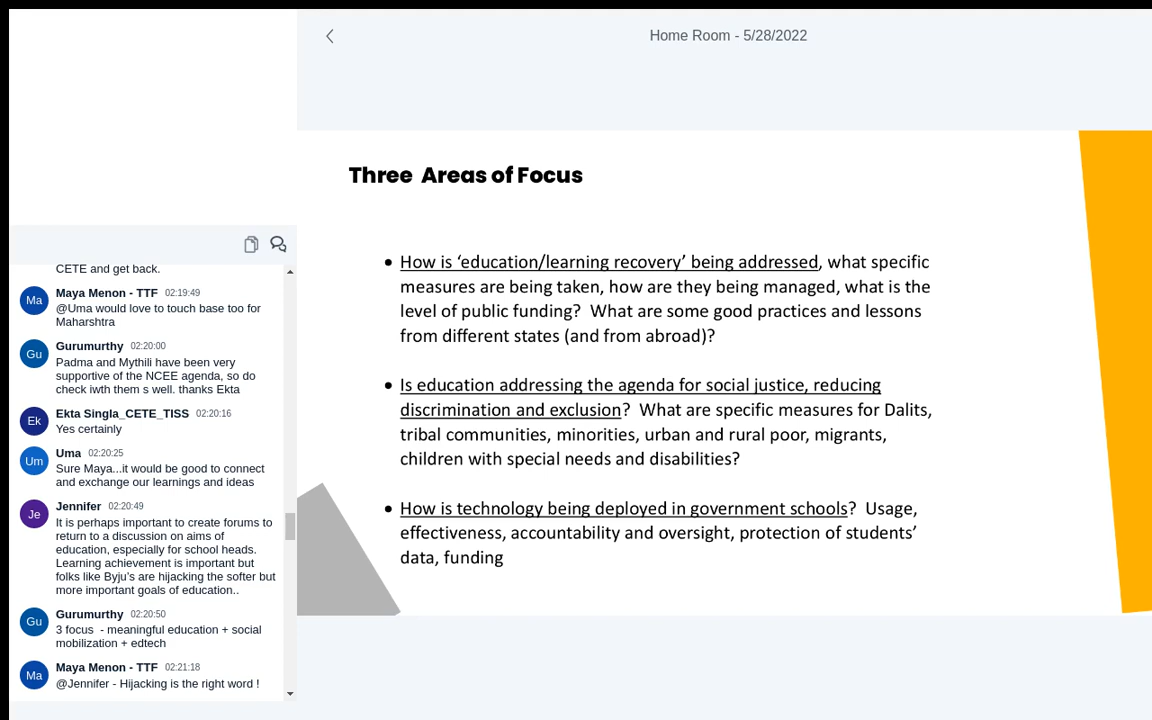 Home Room - 5/28/2022
CETE and get back.
Ma
Maya Menon - TTF 02:19:49
@Uma would love to touch base too for
Maharshtra
Gu
Gurumurthy 02:20:00
Padma and Mythili have been very
supportive of the NCEE agenda, so do
check iwth them s well. thanks Ekta
Ek
Ekta Singla_CETE_TISS 02:20:16
Yes certainly
Um
Uma 02:20:25
Sure Maya...it would be good to connect
and exchange our learnings and ideas
Je
Jennifer 02:20:49
It is perhaps important to create forums to
return to a discussion on aims of
education, especially for school heads.
Learning achievement is important but
folks like Byju's are hijacking the softer but
more important goals of education..
Gu
Gurumurthy 02:20:50
3 focus - meaningful education + social
mobilization + edtech
Ma
Maya Menon - TTF 02:21:18
@Jennifer - Hijacking is the right word !
Three Areas of Focus
• How is ‘education/learning recovery’ being addressed, what specific
measures are being taken, how are they being managed, what is the
level of public funding? What are some good practices and lessons
from different states (and from abroad)?
• Is education addressing the agenda for social justice, reducing
discrimination and exclusion? What are specific measures for Dalits,
tribal communities, minorities, urban and rural poor, migrants,
children with special needs and disabilities?
• How is technology being deployed in government schools? Usage,
effectiveness, accountability and oversight, protection of students’
data, funding